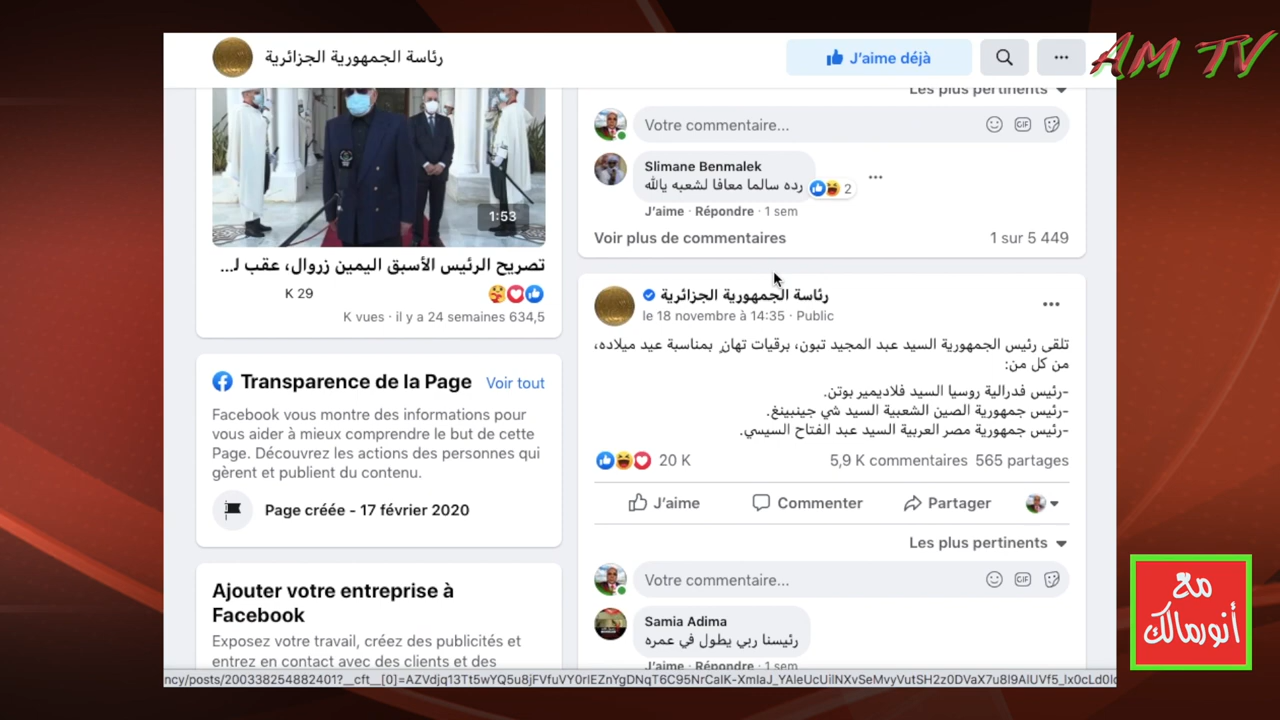 رئاسة الجمهورية الجزائرية
J'aime déjà
AM TV
1:53
تصريح الرئيس الأسبق اليمين زروال، عقب لـ...
K 29
K vues · il y a 24 semaines 634,5
Transparence de la Page
Voir tout
Facebook vous montre des informations pour
vous aider à mieux comprendre le but de cette
Page. Découvrez les actions des personnes qui
gèrent et publient du contenu.
Page créée - 17 février 2020
Ajouter votre entreprise à
Facebook
Exposez votre travail, créez des publicités et
entrez en contact avec des clients et des
Les plus pertinents
Votre commentaire...
GIF
Slimane Benmalek
رده سالما معافا لشعبه يالله
2
J'aime · Répondre · 1 sem
Voir plus de commentaires
1 sur 5 449
رئاسة الجمهورية الجزائرية
le 18 novembre à 14:35 · Public
تلقى رئيس الجمهورية السيد عبد المجيد تبون، برقيات تهانٍ بمناسبة عيد ميلاده،
من كل من:
-رئيس فدرالية روسيا السيد فلاديمير بوتن.
-رئيس جمهورية الصين الشعبية السيد شي جينبينغ.
-رئيس جمهورية مصر العربية السيد عبد الفتاح السيسي.
20 K
5,9 K commentaires 565 partages
J'aime
Commenter
Partager
Les plus pertinents
Votre commentaire...
GIF
Samia Adima
رئيسنا ربي يطول في عمره
J'aime · Répondre · 1 sem
مع
أنورمالك